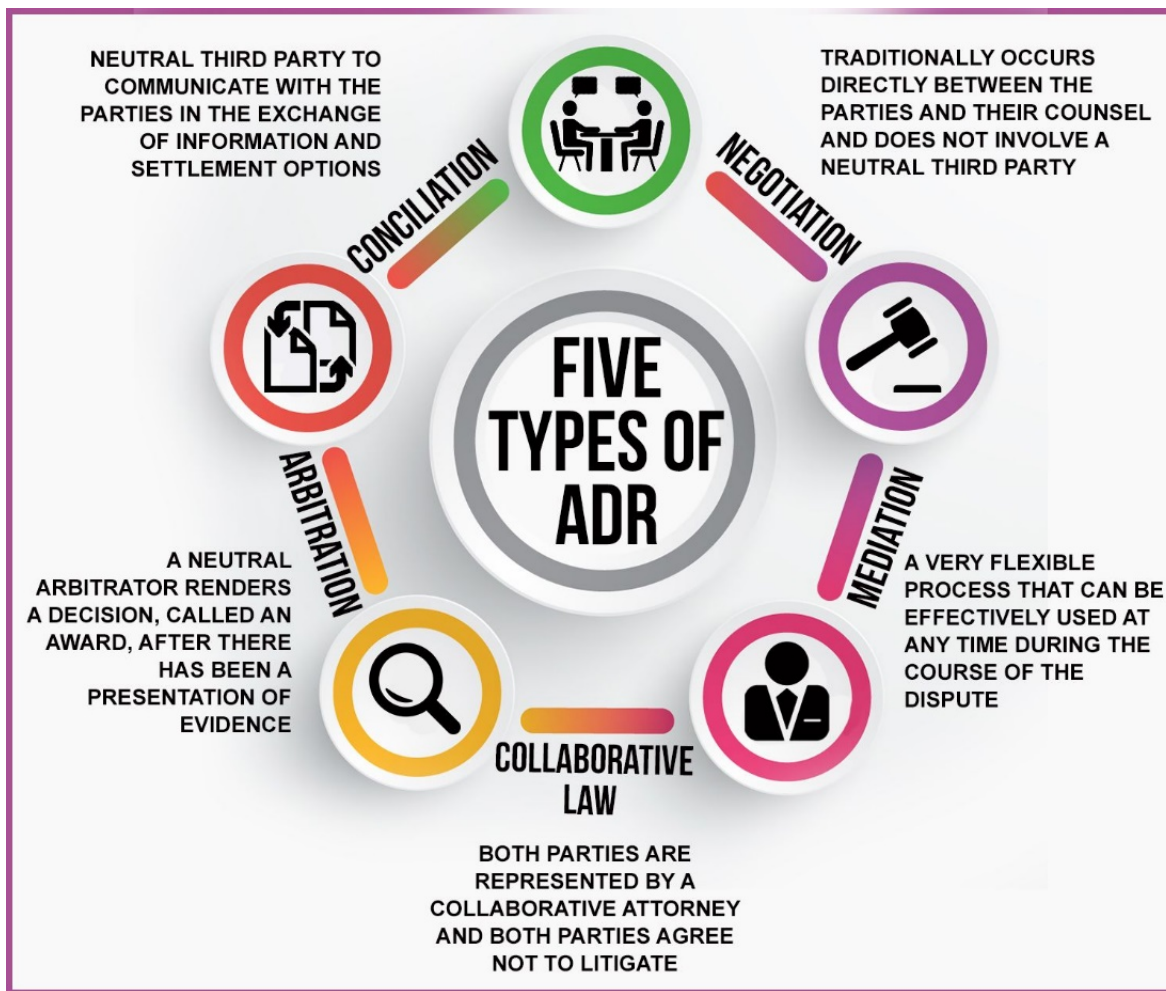 FIVE
TYPES OF
ADR
NEGOTIATION
TRADITIONALLY OCCURS
DIRECTLY BETWEEN THE
PARTIES AND THEIR COUNSEL
AND DOES NOT INVOLVE A
NEUTRAL THIRD PARTY
MEDIATION
A VERY FLEXIBLE
PROCESS THAT CAN BE
EFFECTIVELY USED AT
ANY TIME DURING THE
COURSE OF THE
DISPUTE
COLLABORATIVE
LAW
BOTH PARTIES ARE
REPRESENTED BY A
COLLABORATIVE ATTORNEY
AND BOTH PARTIES AGREE
NOT TO LITIGATE
ARBITRATION
A NEUTRAL
ARBITRATOR RENDERS
A DECISION, CALLED AN
AWARD, AFTER THERE
HAS BEEN A
PRESENTATION OF
EVIDENCE
CONCILIATION
NEUTRAL THIRD PARTY TO
COMMUNICATE WITH THE
PARTIES IN THE EXCHANGE
OF INFORMATION AND
SETTLEMENT OPTIONS